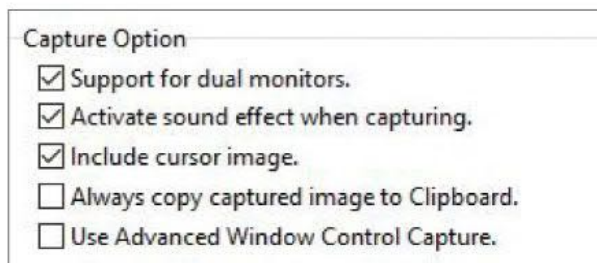 Capture Option
Support for dual monitors.
Activate sound effect when capturing.
Include cursor image.
Always copy captured image to Clipboard.
Use Advanced Window Control Capture.